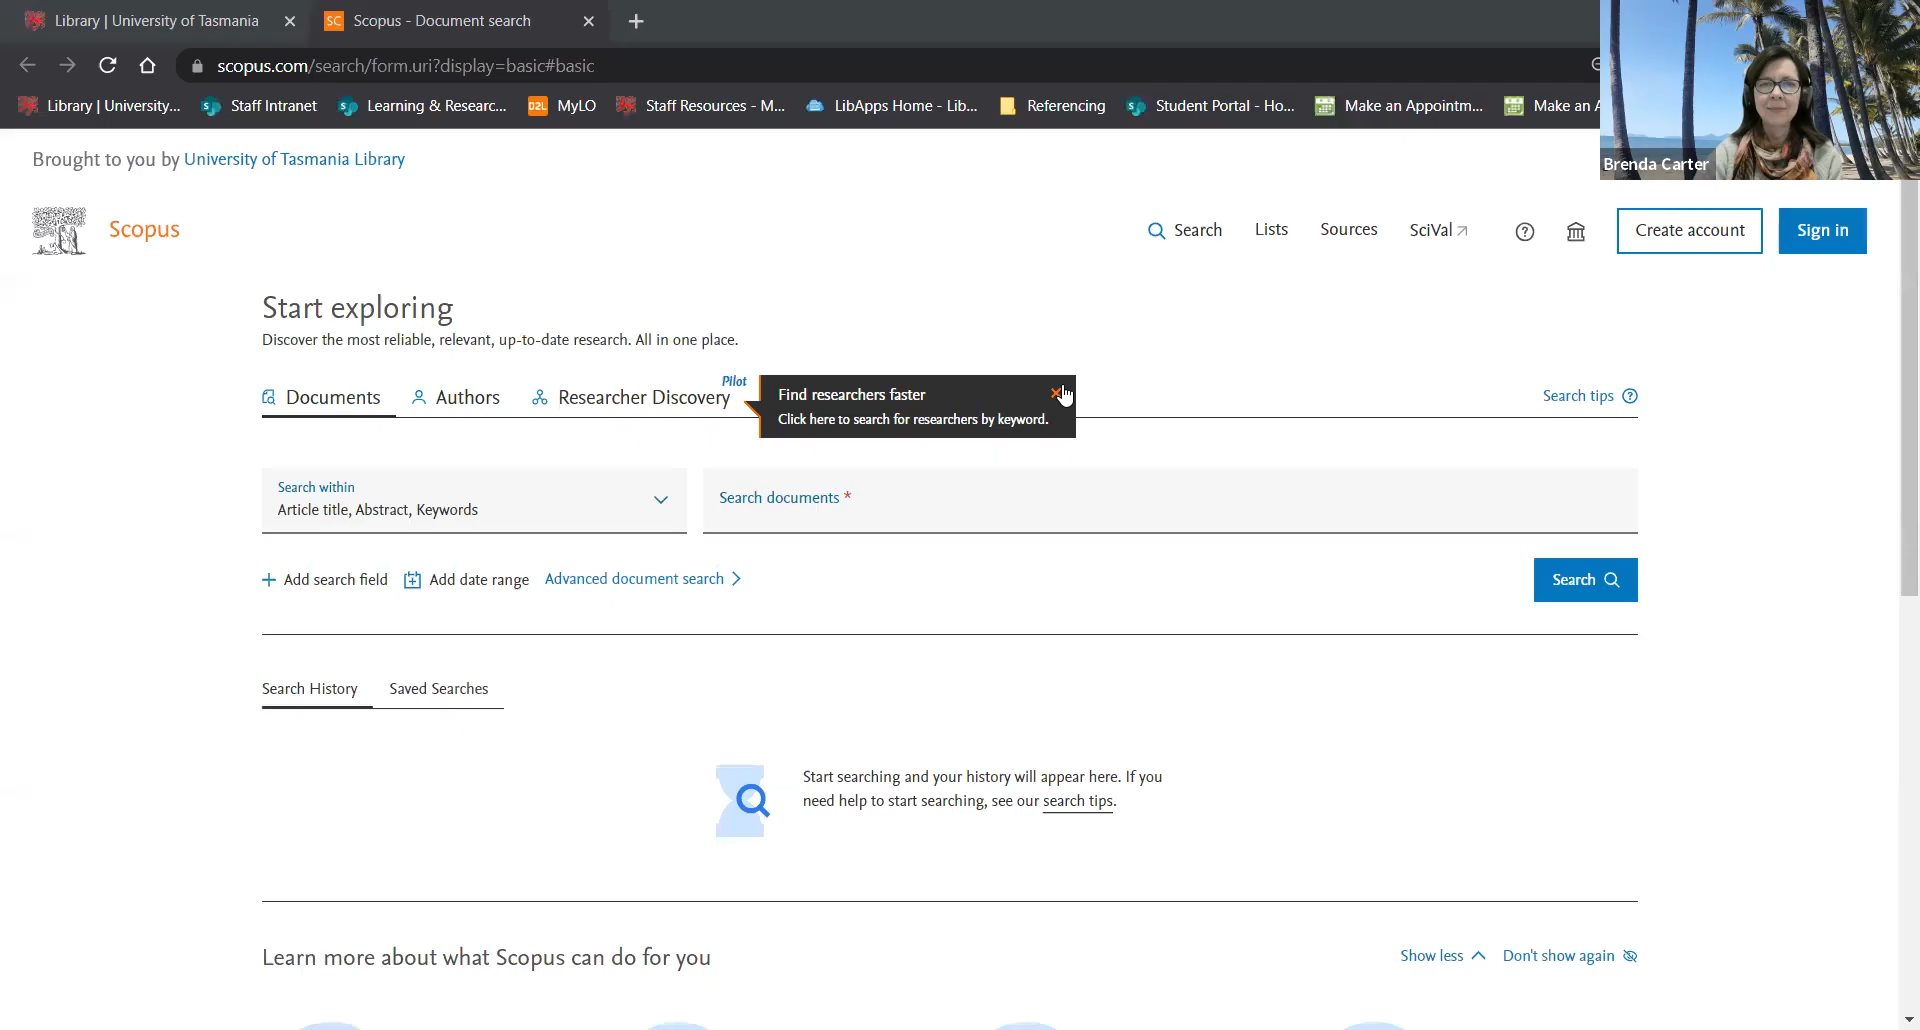 Library | University of Tasmania
SC Scopus - Document search
scopus.com/search/form.uri?display=basic#basic
Library | University... Staff Intranet Learning & Researc... D2L MyLO Staff Resources - M... LibApps Home - Lib... Referencing Student Portal - Ho... Make an Appointm... Make an A
Brenda Carter
Brought to you by University of Tasmania Library
Scopus
Search Lists Sources SciVal Create account Sign in
Start exploring
Discover the most reliable, relevant, up-to-date research. All in one place.
Documents Authors Researcher Discovery Pilot
Find researchers faster
Click here to search for researchers by keyword.
Search tips
Search within
Article title, Abstract, Keywords
Search documents *
Add search field Add date range Advanced document search
Search
Search History Saved Searches
Start searching and your history will appear here. If you
need help to start searching, see our search tips.
Learn more about what Scopus can do for you
Show less Don't show again